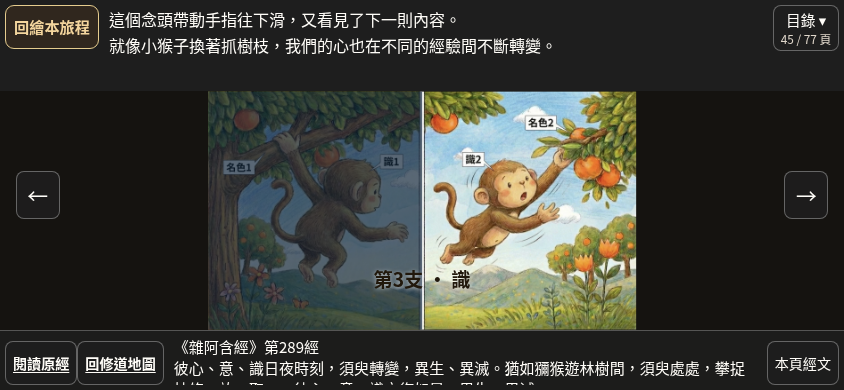 回繪本旅程
這個念頭帶動手指往下滑，又看見了下一則內容。
就像小猴子換著抓樹枝，我們的心也在不同的經驗間不斷轉變。
目錄 ▾
45 / 77 頁
←
名色1
識1
名色2
識2
→
第3支 · 識
閱讀原經
回修道地圖
《雜阿含經》第289經
彼心、意、識日夜時刻，須臾轉變，異生、異滅。猶如獼猴遊林樹間，須臾處處，攀捉
本頁經文